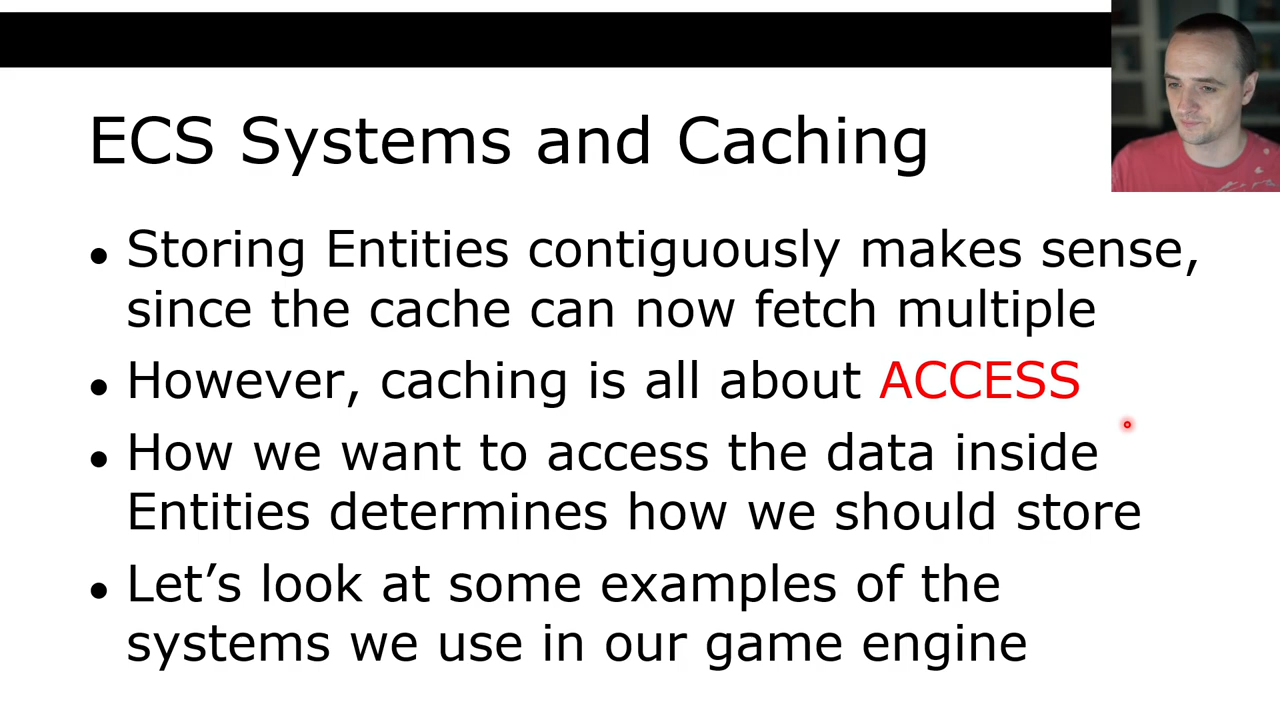 ECS Systems and Caching
● Storing Entities contiguously makes sense,
since the cache can now fetch multiple
● However, caching is all about ACCESS
● How we want to access the data inside
Entities determines how we should store
● Let’s look at some examples of the
systems we use in our game engine